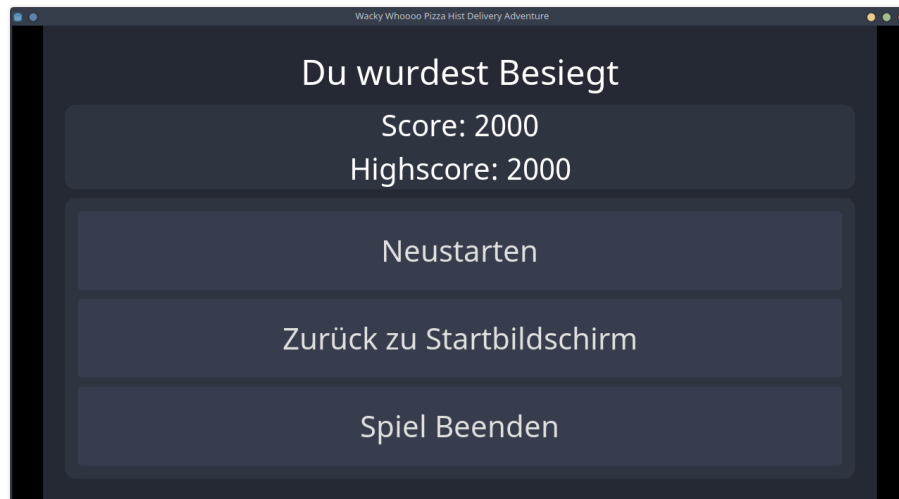 Wacky Whoooo Pizza Hist Delivery Adventure
Du wurdest Besiegt
Score: 2000
Highscore: 2000
Neustarten
Zurück zu Startbildschirm
Spiel Beenden